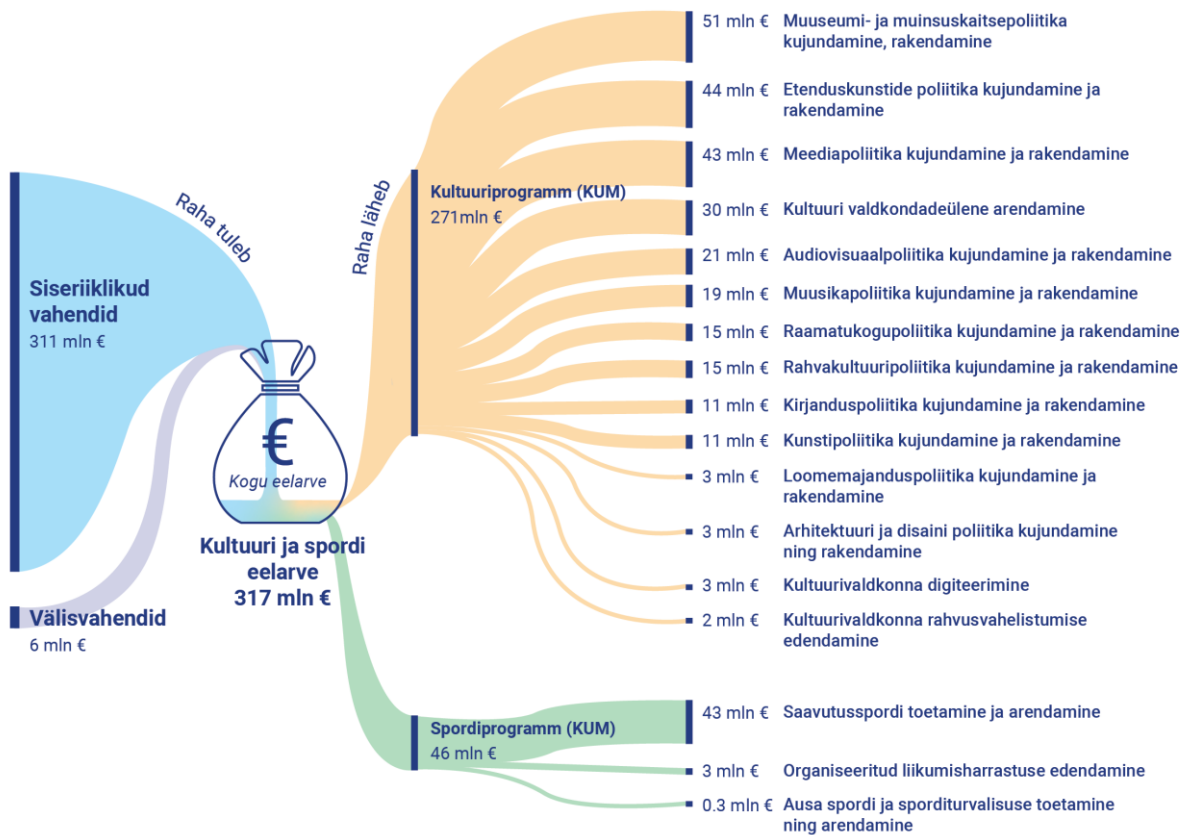 Raha tuleb
Siseriiklikud
vahendid
311 mln €
Välisvahendid
6 mln €
€
Kogu eelarve
Kultuuri ja spordi
eelarve
317 mln €
Raha läheb
Kultuuriprogramm (KUM)
271mln €
51 mln € Muuseumi- ja muinsuskaitsepoliitika
kujundamine, rakendamine
44 mln € Etenduskunstide poliitika kujundamine ja
rakendamine
43 mln € Meediapoliitika kujundamine ja rakendamine
30 mln € Kultuuri valdkondadeülene arendamine
21 mln € Audiovisuaalpoliitika kujundamine ja rakendamine
19 mln € Muusikapoliitika kujundamine ja rakendamine
15 mln € Raamatukogupoliitika kujundamine ja rakendamine
15 mln € Rahvakultuuripoliitika kujundamine ja rakendamine
11 mln € Kirjanduspoliitika kujundamine ja rakendamine
11 mln € Kunstipoliitika kujundamine ja rakendamine
3 mln € Loomemajanduspoliitika kujundamine ja
rakendamine
3 mln € Arhitektuuri ja disaini poliitika kujundamine
ning rakendamine
3 mln € Kultuurivaldkonna digiteerimine
2 mln € Kultuurivaldkonna rahvusvahelistumise
edendamine
Spordiprogramm (KUM)
46 mln €
43 mln € Saavutusspordi toetamine ja arendamine
3 mln € Organiseeritud liikumisharrastuse edendamine
0.3 mln € Ausa spordi ja sporditurvalisuse toetamine
ning arendamine